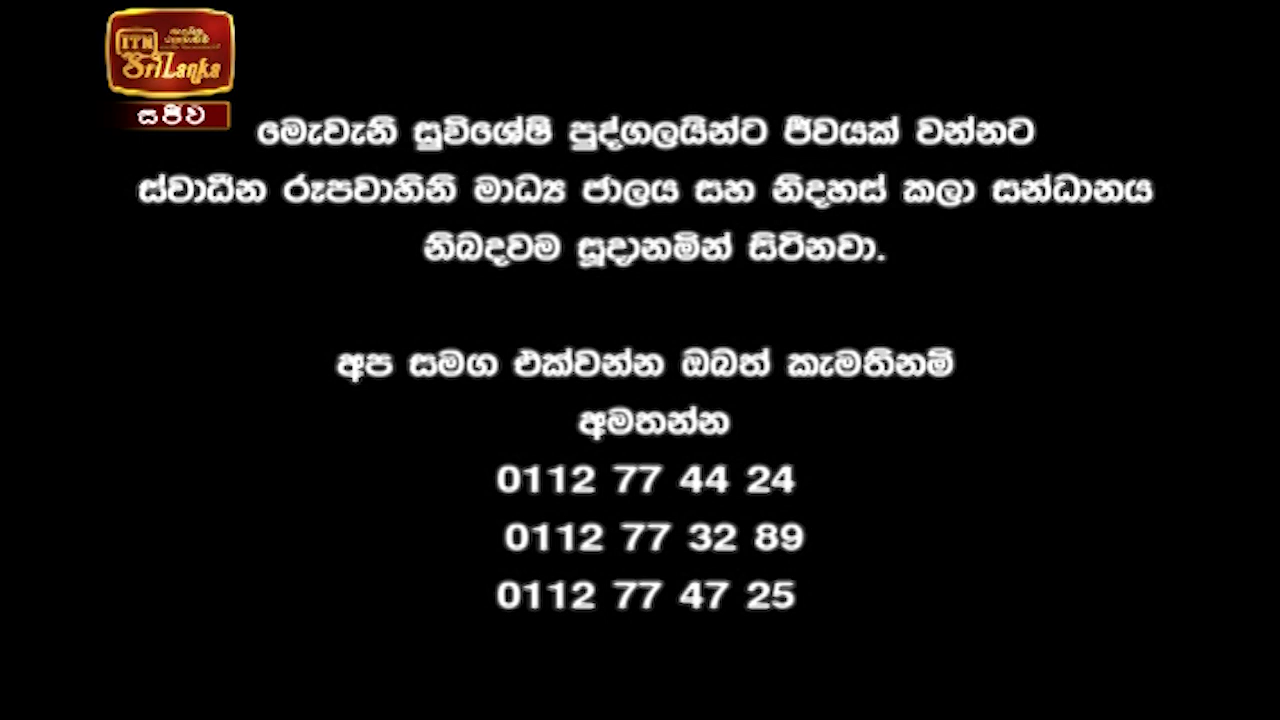 ITN
SriLanka
සජීව
මෙැවැනි සුවිශේෂි පුද්ගලයින්ට ජීවයක් වන්නට
ස්වාධීන රූපවාහිනී මාධ්‍ය ජාලය සහ නිදහස් කලා සන්ධානය
නිබදවම සූදානමින් සිටිනවා.
අප සමග එක්වන්න ඔබත් කැමතිනම්
අමතන්න
0112 77 44 24
0112 77 32 89
0112 77 47 25